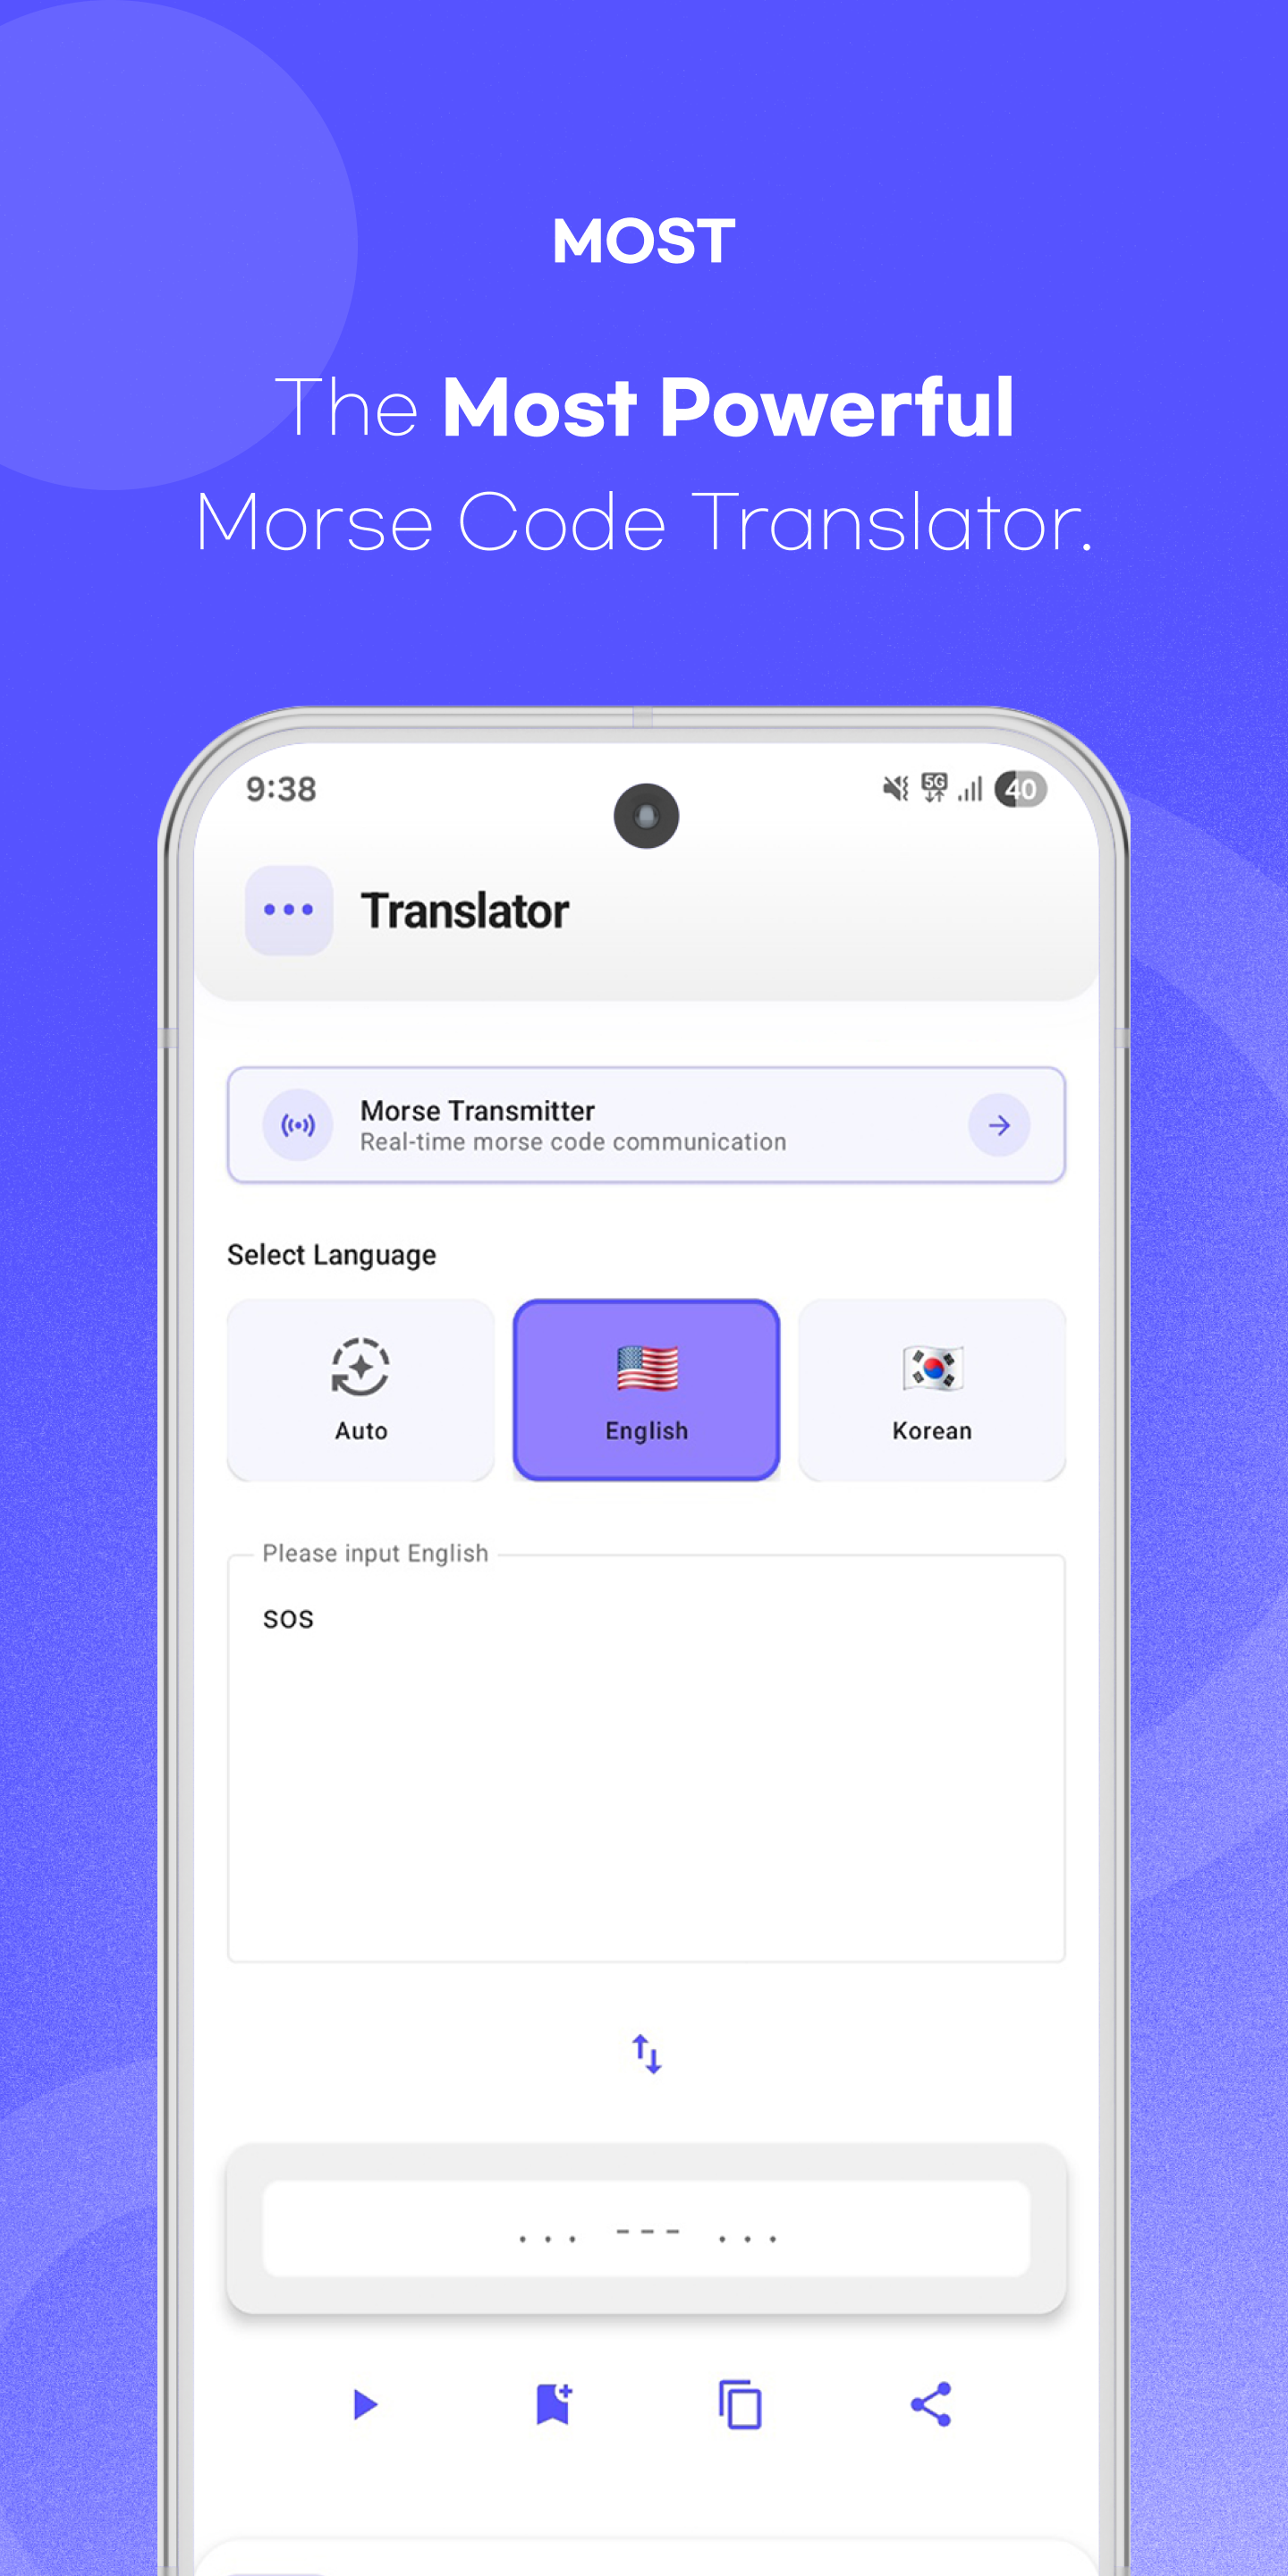 MOST
The Most Powerful
Morse Code Translator.
9:38
5G
40
Translator
Morse Transmitter
Real-time morse code communication
Select Language
Auto
English
Korean
Please input English
sos
... --- ...